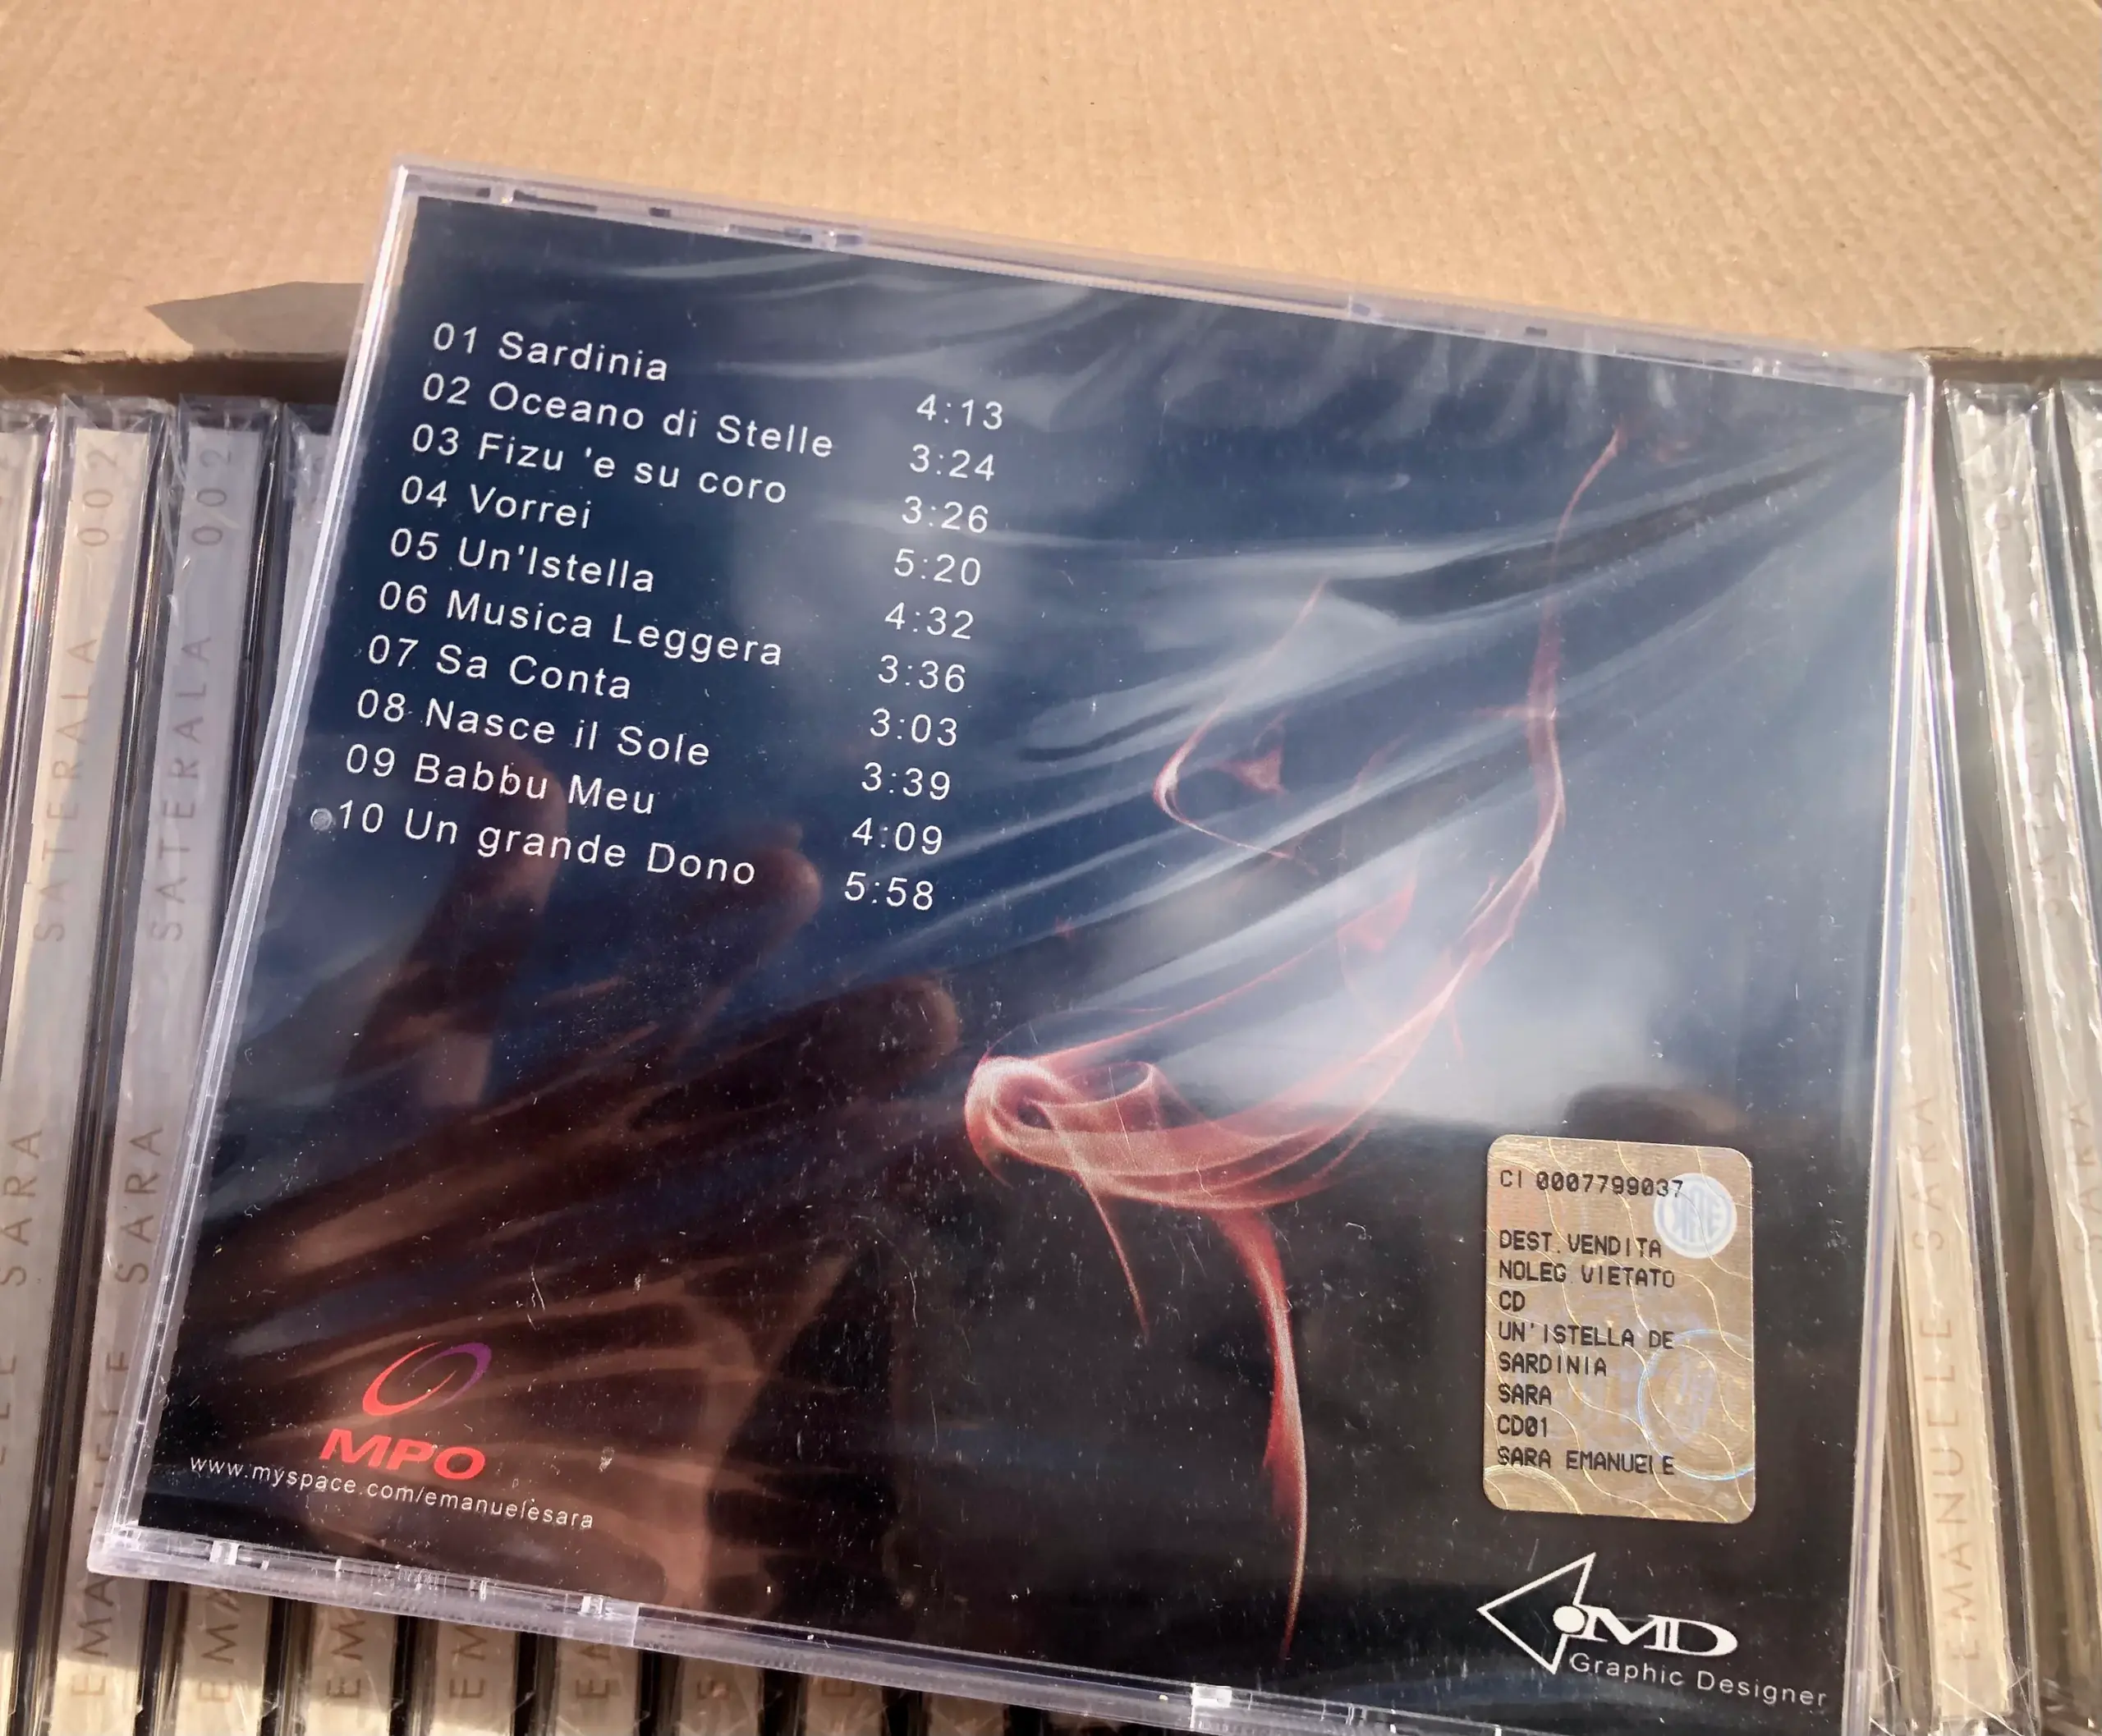 01 Sardinia 4:13
02 Oceano di Stelle 3:24
03 Fizu 'e su coro 3:26
04 Vorrei 5:20
05 Un'Istella 4:32
06 Musica Leggera 3:36
07 Sa Conta 3:03
08 Nasce il Sole 3:39
09 Babbu Meu 4:09
10 Un grande Dono 5:58
CI 0007799037
DEST.VENDITA
NOLEG VIETATO
CD
UN'ISTELLA DE
SARDINIA
SARA
CD01
SARA EMANUELE
MPO
www.myspace.com/emanuelesara
MD
Graphic Designer
EMANUELE SARA SATERALA 002
EMANUELE SARA SATERALA 002
EMANUELE SARA